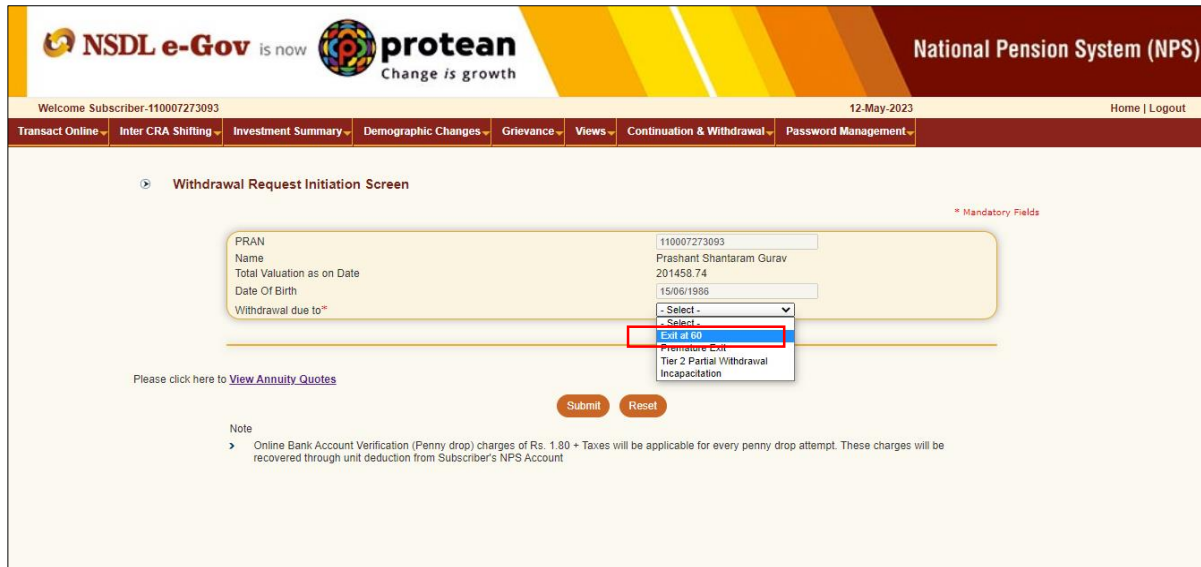 NSDL e-Gov is now protean
Change is growth
National Pension System (NPS)
Welcome Subscriber-110007273093 12-May-2023 Home | Logout
Transact Online Inter CRA Shifting Investment Summary Demographic Changes Grievance Views Continuation & Withdrawal Password Management
Withdrawal Request Initiation Screen
* Mandatory Fields
PRAN 110007273093
Name Prashant Shantaram Gurav
Total Valuation as on Date 201458.74
Date Of Birth 15/06/1986
Withdrawal due to* - Select -
- Select -
Exit at 60
Premature Exit
Tier 2 Partial Withdrawal
Incapacitation
Please click here to View Annuity Quotes
Submit Reset
Note
Online Bank Account Verification (Penny drop) charges of Rs. 1.80 + Taxes will be applicable for every penny drop attempt. These charges will be
recovered through unit deduction from Subscriber's NPS Account